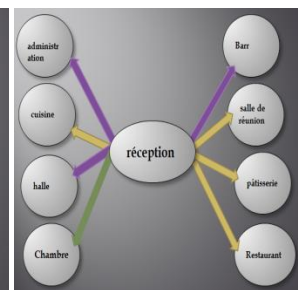 administr
ation
cuisine
halle
Chambre
réception
Barr
salle de
réunion
pâtisserie
Restaurant